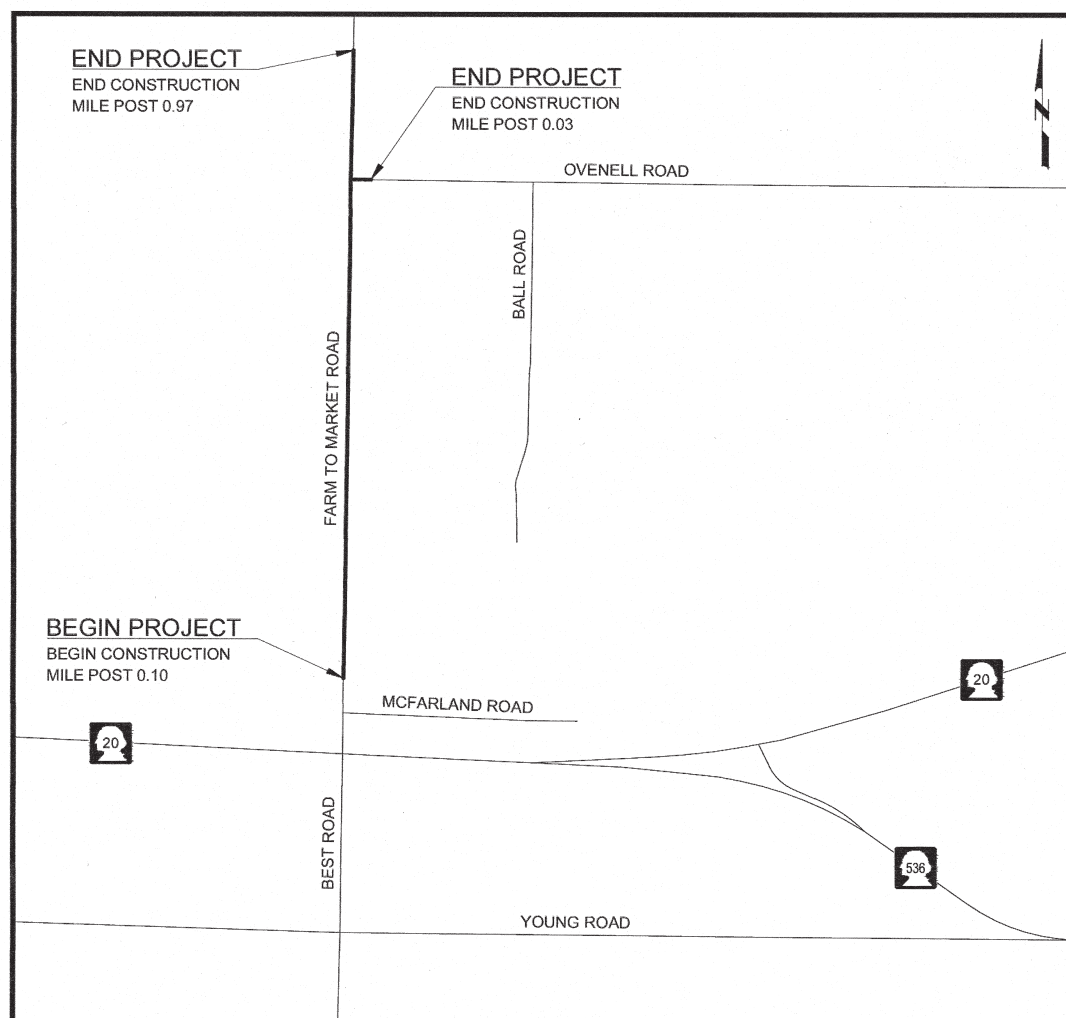 END PROJECT
END CONSTRUCTION
MILE POST 0.97
END PROJECT
END CONSTRUCTION
MILE POST 0.03
N
OVENELL ROAD
BALL ROAD
FARM TO MARKET ROAD
BEGIN PROJECT
BEGIN CONSTRUCTION
MILE POST 0.10
MCFARLAND ROAD
20
20
BEST ROAD
536
YOUNG ROAD